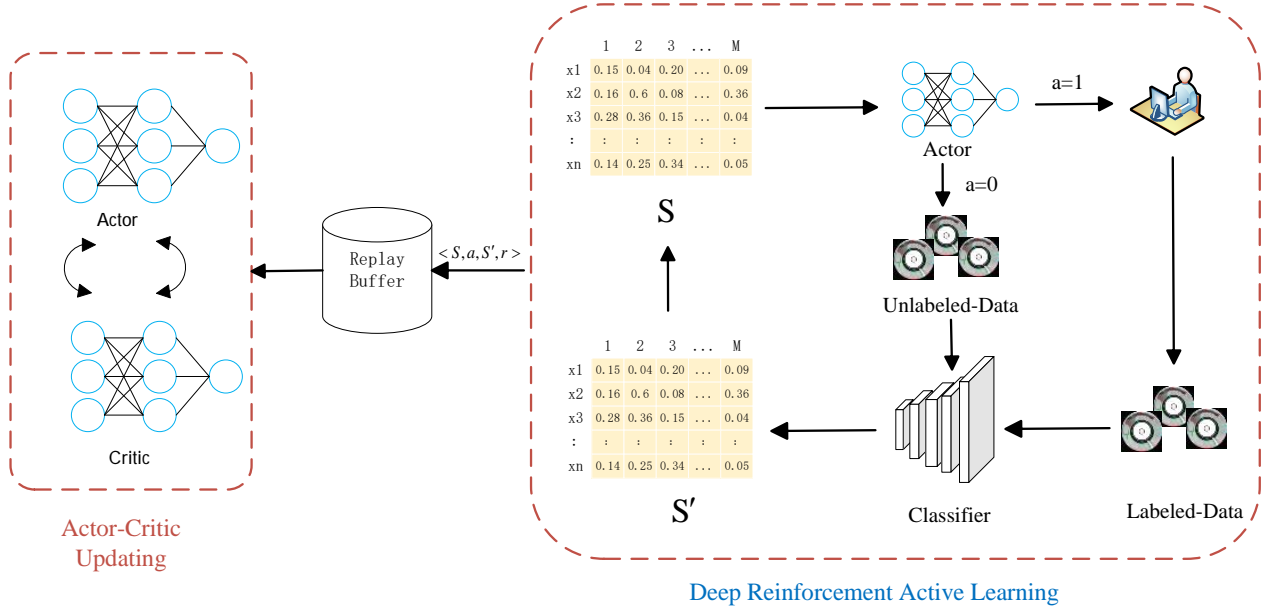 Actor
Critic
Actor-Critic
Updating
Replay
Buffer
< S, a, S′, r >
1 2 3 ... M
x1 0.15 0.04 0.20 ... 0.09
x2 0.16 0.6 0.08 ... 0.36
x3 0.28 0.36 0.15 ... 0.04
: : : : :
xn 0.14 0.25 0.34 ... 0.05
S
Actor
a=1
a=0
Unlabeled-Data
1 2 3 ... M
x1 0.15 0.04 0.20 ... 0.09
x2 0.16 0.6 0.08 ... 0.36
x3 0.28 0.36 0.15 ... 0.04
: : : : : :
xn 0.14 0.25 0.34 ... 0.05
S′
Classifier
Labeled-Data
Deep Reinforcement Active Learning